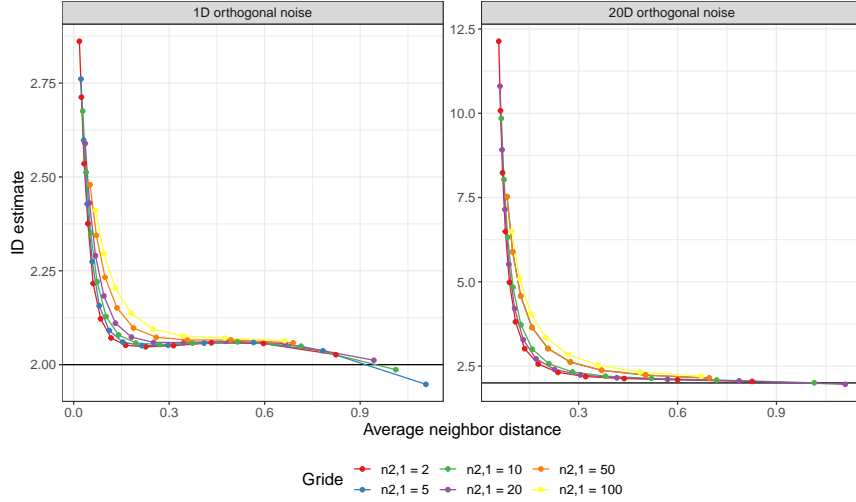 1D orthogonal noise
20D orthogonal noise
ID estimate
2.75
2.50
2.25
2.00
12.5
10.0
7.5
5.0
2.5
0.0 0.3 0.6 0.9
0.3 0.6 0.9
Average neighbor distance
Gride
n2,1 = 2
n2,1 = 10
n2,1 = 50
n2,1 = 5
n2,1 = 20
n2,1 = 100